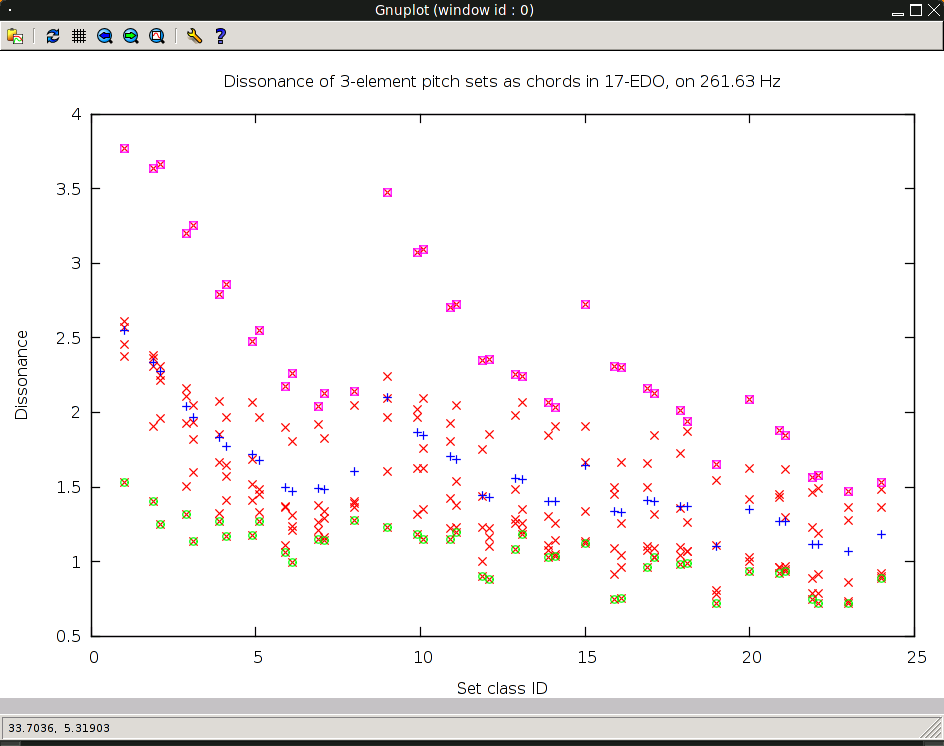 Gnuplot (window id : 0)
?
Dissonance of 3-element pitch sets as chords in 17-EDO, on 261.63 Hz
4
3.5
3
2.5
2
1.5
1
0.5
Dissonance
0 5 10 15 20 25
Set class ID
33.7036, 5.31903